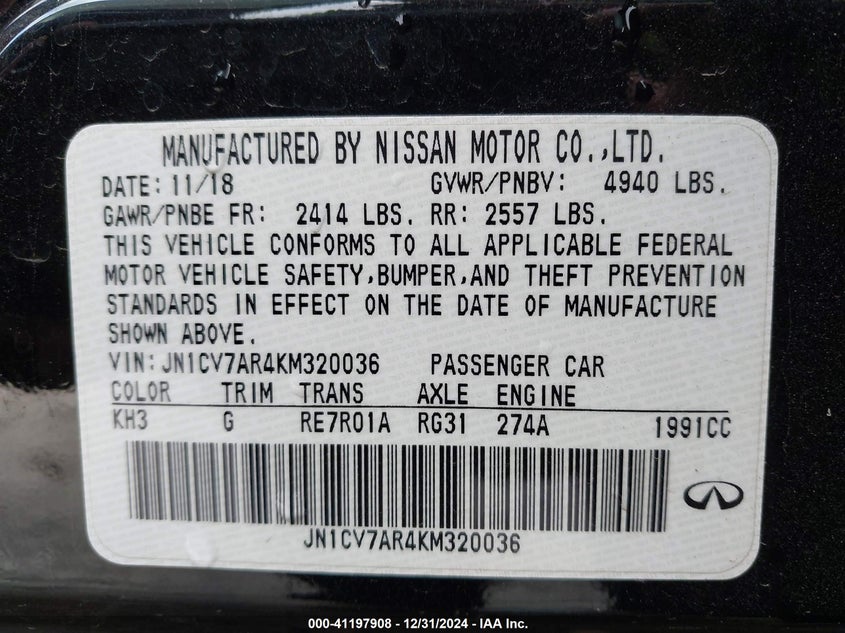 MANUFACTURED BY NISSAN MOTOR CO.,LTD.
DATE: 11/18 GVWR/PNBV: 4940 LBS.
GAWR/PNBE FR: 2414 LBS. RR: 2557 LBS.
THIS VEHICLE CONFORMS TO ALL APPLICABLE FEDERAL
MOTOR VEHICLE SAFETY,BUMPER,AND THEFT PREVENTION
STANDARDS IN EFFECT ON THE DATE OF MANUFACTURE
SHOWN ABOVE.
VIN:JN1CV7AR4KM320036 PASSENGER CAR
COLOR TRIM TRANS AXLE ENGINE
KH3 G RE7R01A RG31 274A 1991CC
JN1CV7AR4KM320036
000-41197908 - 12/31/2024 - IAA Inc.